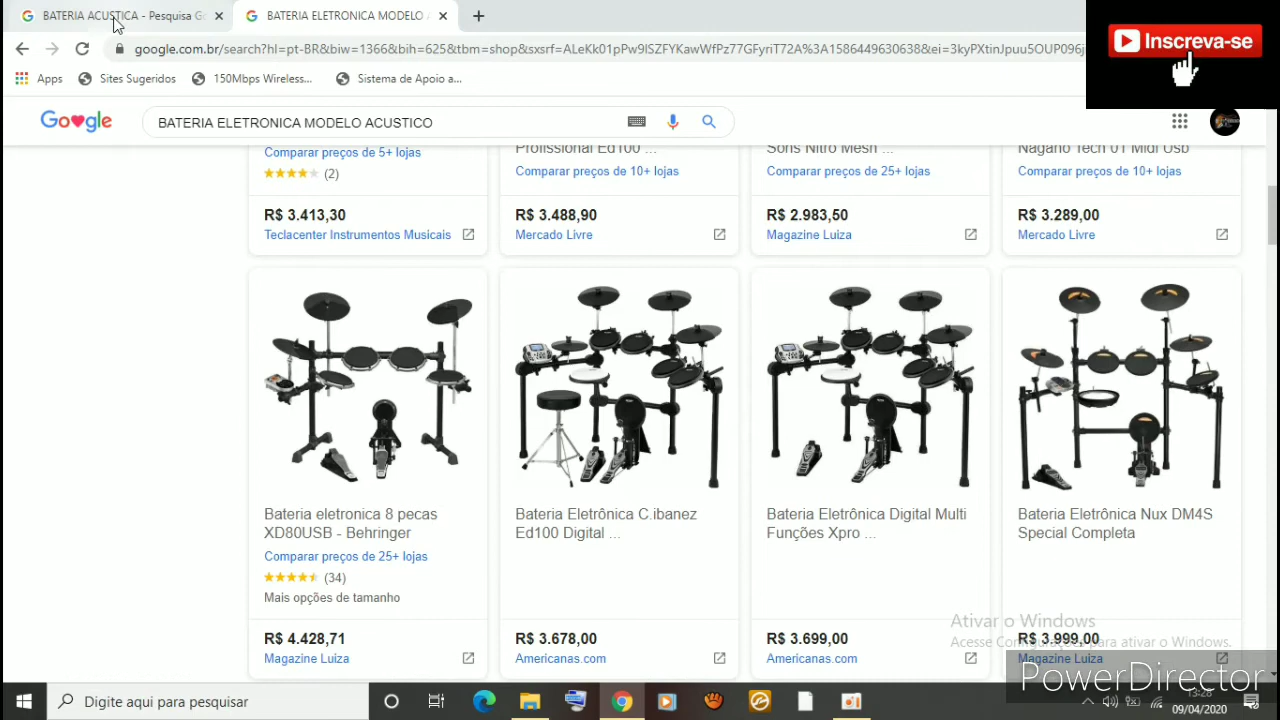 BATERIA ACUSTICA - Pesquisa Go
BATERIA ELETRONICA MODELO A
Inscreva-se
google.com.br/search?hl=pt-BR&biw=1366&bih=625&tbm=shop&sxsrf=ALeKk01pPw9lSZFYKawWfPz77GFyriT72A%3A1586449630638&ei=3kyPXtinJpuu5OUP096j
Apps
Sites Sugeridos
150Mbps Wireless...
Sistema de Apoio a...
Google
BATERIA ELETRONICA MODELO ACUSTICO
Profissional Ed100 ...
Sons Nitro Mesh ...
Nagano Tech 01 Midi Usb
Comparar preços de 5+ lojas
Comparar preços de 10+ lojas
Comparar preços de 25+ lojas
Comparar preços de 10+ lojas
(2)
R$ 3.413,30
R$ 3.488,90
R$ 2.983,50
R$ 3.289,00
Teclacenter Instrumentos Musicais
Mercado Livre
Magazine Luiza
Mercado Livre
Bateria eletronica 8 pecas
XD80USB - Behringer
Comparar preços de 25+ lojas
(34)
Mais opções de tamanho
R$ 4.428,71
Magazine Luiza
Bateria Eletrônica C.ibanez
Ed100 Digital ...
R$ 3.678,00
Americanas.com
Bateria Eletrônica Digital Multi
Funções Xpro ...
R$ 3.699,00
Americanas.com
Bateria Eletrônica Nux DM4S
Special Completa
R$ 3.999,00
Magazine Luiza
Ativar o Windows
Acesse Configurações para ativar o Windows.
PowerDirector
Digite aqui para pesquisar
13:28
09/04/2020